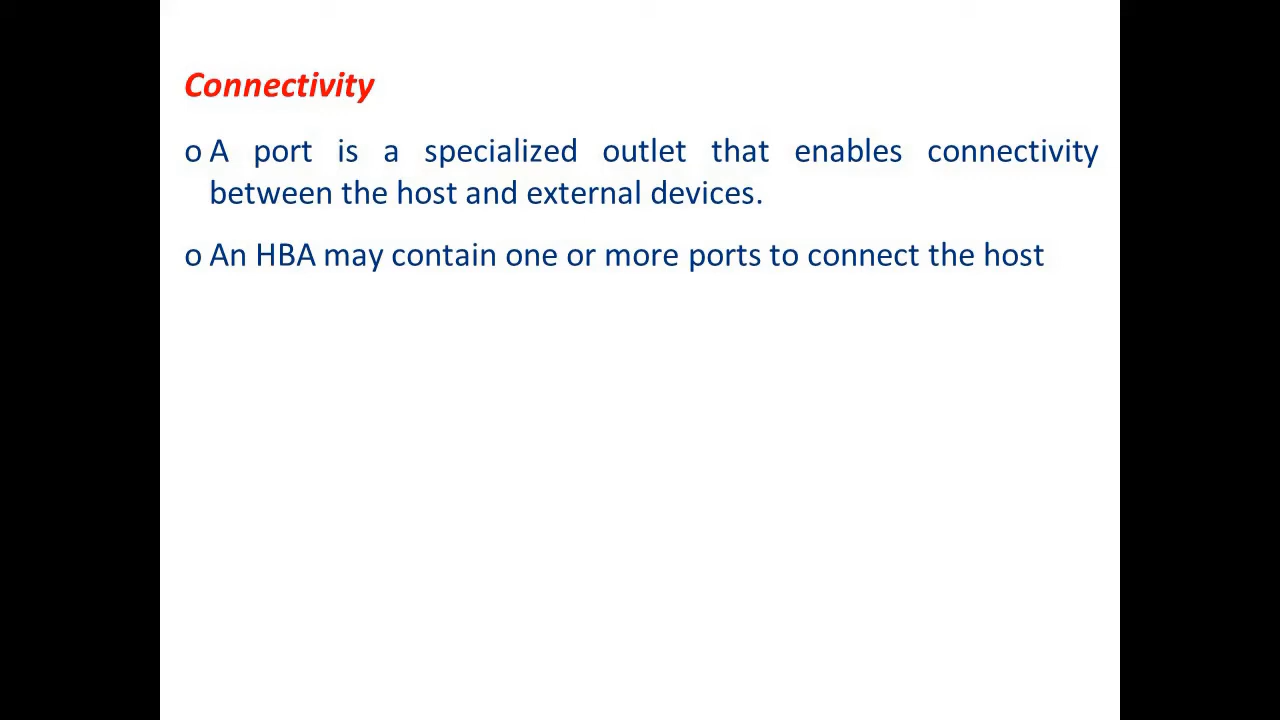 Connectivity
o A port is a specialized outlet that enables connectivity
between the host and external devices.
o An HBA may contain one or more ports to connect the host